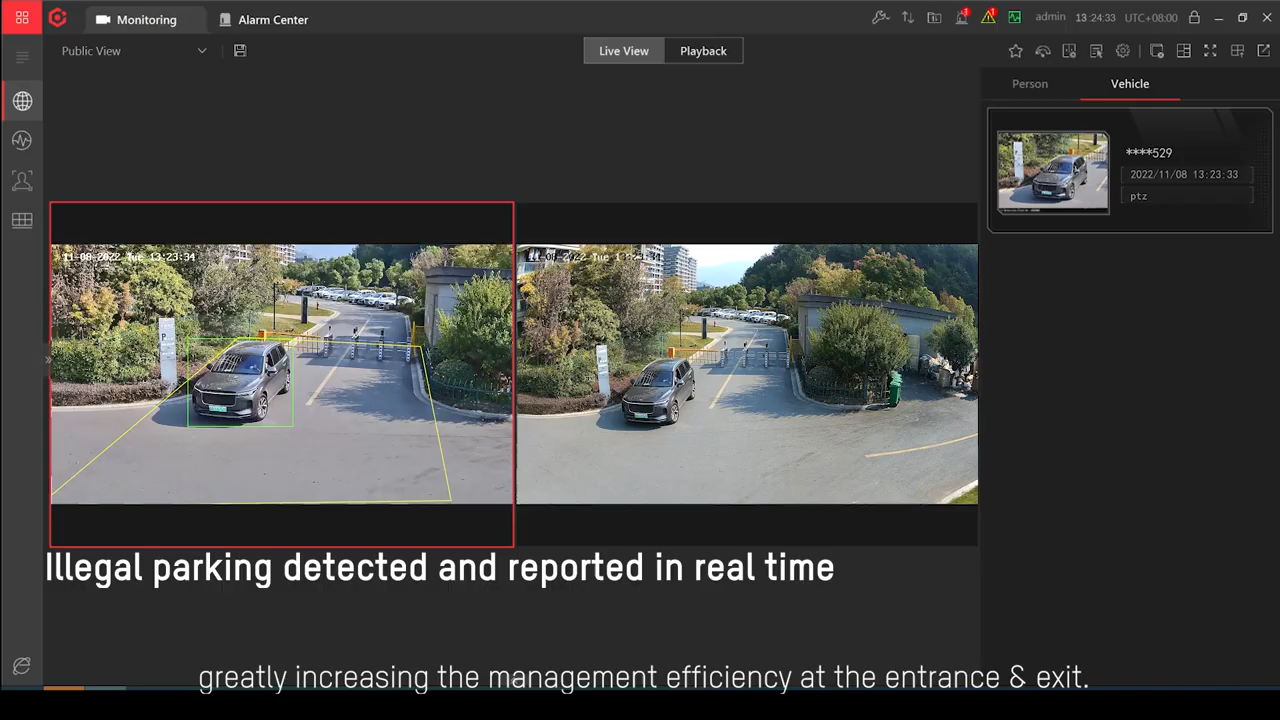 Monitoring
Alarm Center
3
1
admin
13:24:33
UTC+08:00
Public View
Live View
Playback
Person
Vehicle
****529
2022/11/08 13:23:33
ptz
11-08-2022 Tue 13:23:34
P
Illegal parking detected and reported in real time
greatly increasing the management efficiency at the entrance & exit.